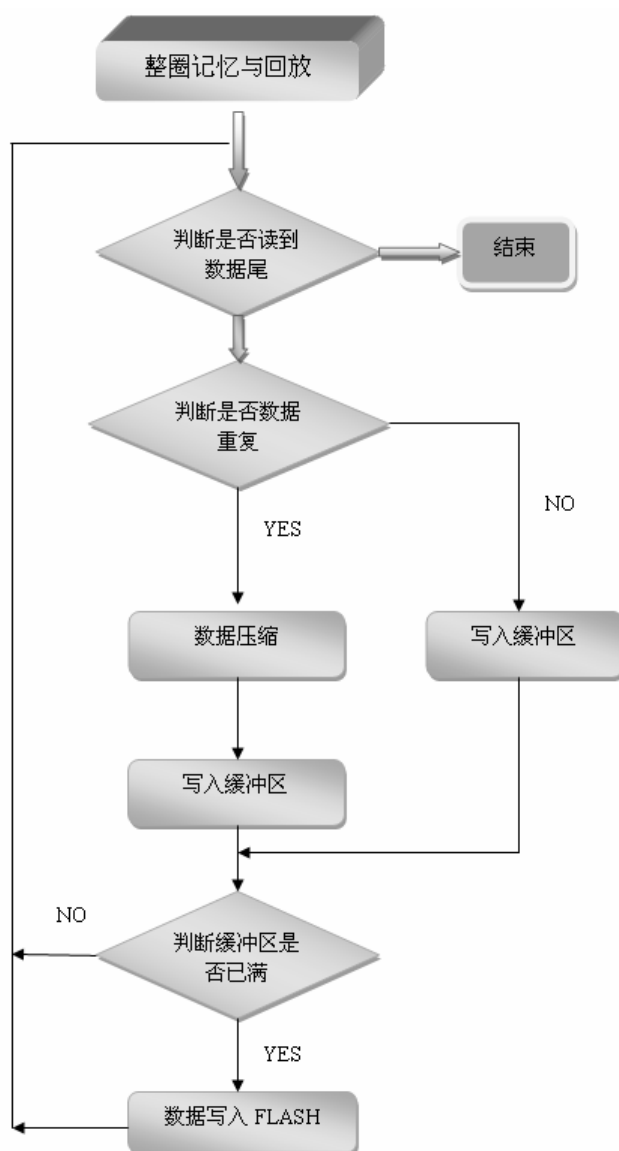 整圈记忆与回放
判断是否读到
数据尾
结束
判断是否数据
重复
YES
NO
数据压缩
写入缓冲区
写入缓冲区
NO
判断缓冲区是
否已满
YES
数据写入 FLASH